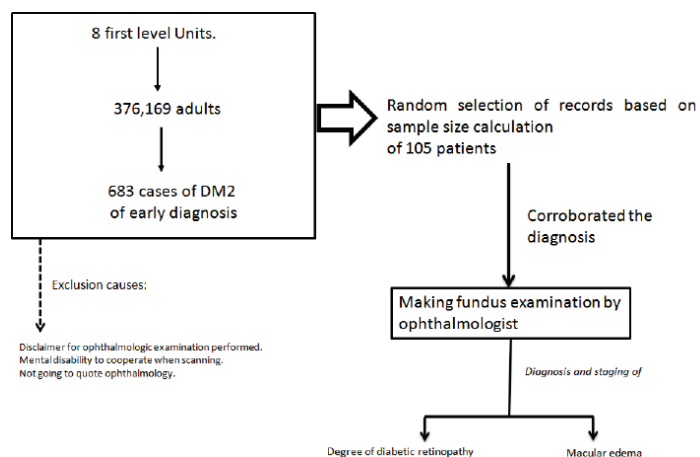 8 first level Units.
376,169 adults
683 cases of DM2
of early diagnosis
Exclusion causes:
Disclaimer for ophthalmologic examination performed.
Mental disability to cooperate when scanning.
Not going to quote ophthalmology.
Random selection of records based on
sample size calculation
of 105 patients
Corroborated the
diagnosis
Making fundus examination by
ophthalmologist
Diagnosis and staging of
Degree of diabetic retinopathy
Macular edema